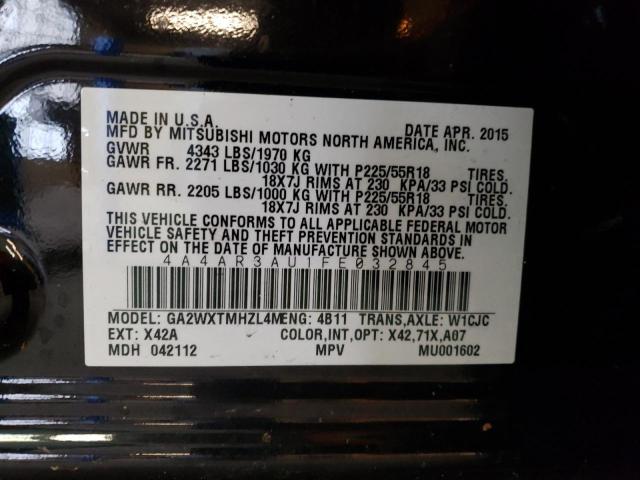 MADE IN U.S.A. DATE APR. 2015
MFD BY MITSUBISHI MOTORS NORTH AMERICA, INC.
GVWR 4343 LBS/1970 KG
GAWR FR. 2271 LBS/1030 KG WITH P225/55R18 TIRES.
18X7J RIMS AT 230 KPA/33 PSI COLD.
GAWR RR. 2205 LBS/1000 KG WITH P225/55R18 TIRES.
18X7J RIMS AT 230 KPA/33 PSI COLD.
THIS VEHICLE CONFORMS TO ALL APPLICABLE FEDERAL MOTOR
VEHICLE SAFETY AND THEFT PREVENTION STANDARDS IN
EFFECT ON THE DATE OF MANUFACTURE SHOWN ABOVE.
4A4AR3AU1FE032845
MODEL: GA2WXTMHZL4M ENG: 4B11 TRANS,AXLE: W1CJC
EXT: X42A COLOR,INT,OPT: X42,71X,A07
MDH 042112 MPV MU001602